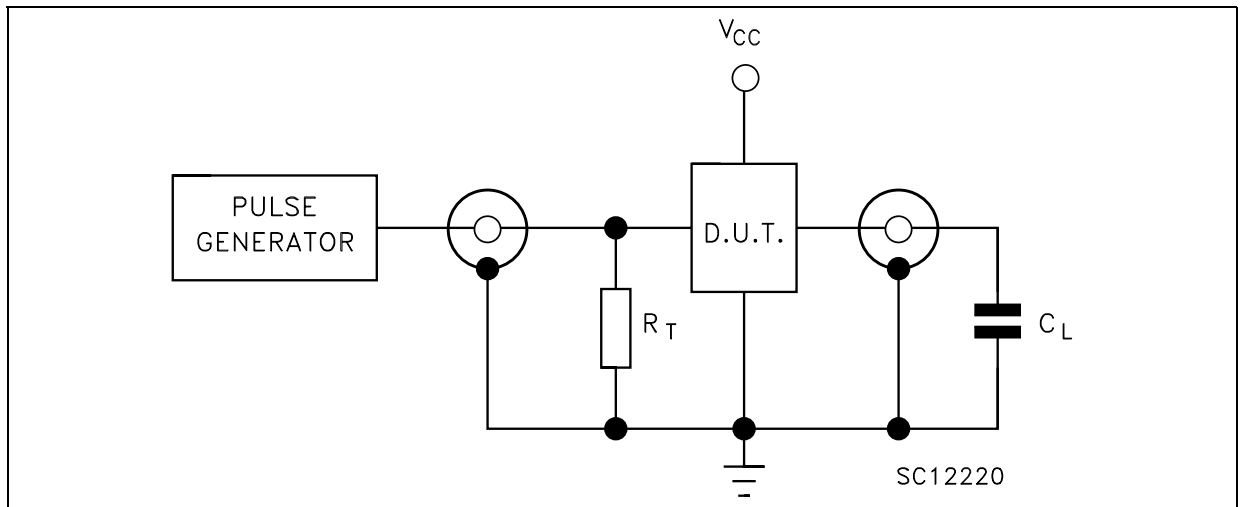 VCC
PULSE
GENERATOR
D.U.T.
RT
CL
SC12220